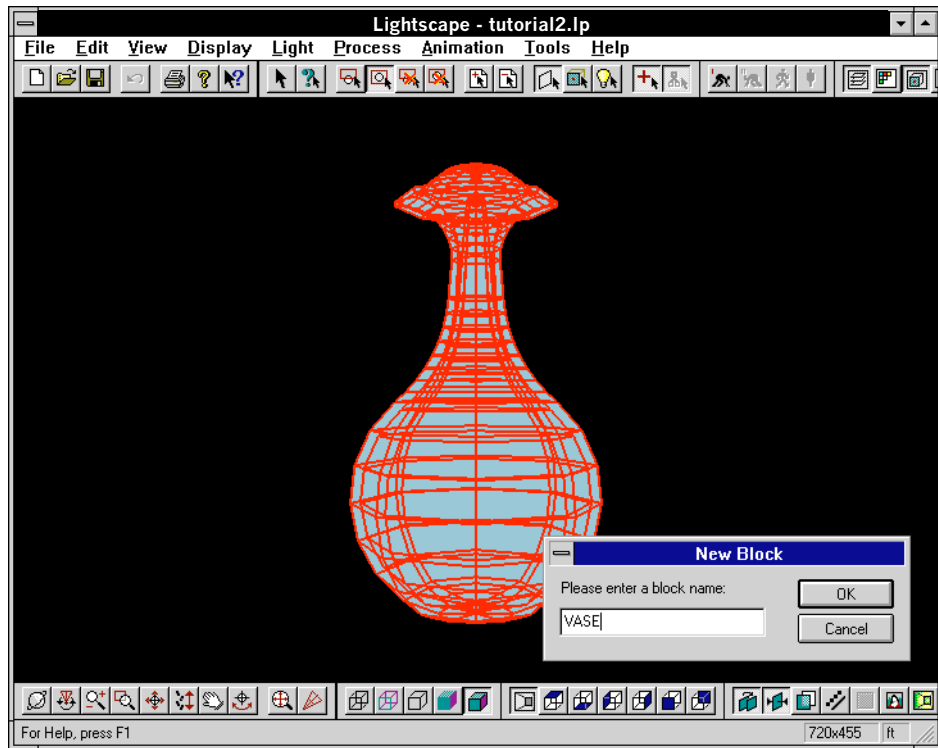 Lightscape - tutorial2.lp
File Edit View Display Light Process Animation Tools Help
New Block
Please enter a block name:
OK
VASE
Cancel
For Help, press F1
720x455
ft